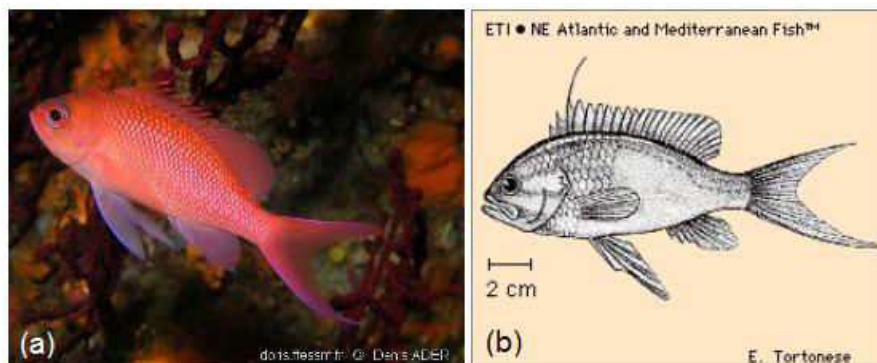 ETI ● NE Atlantic and Mediterranean Fish™
2 cm
(a)
doris.ffessm.fr © Denis ADER
(b)
E. Tortonese